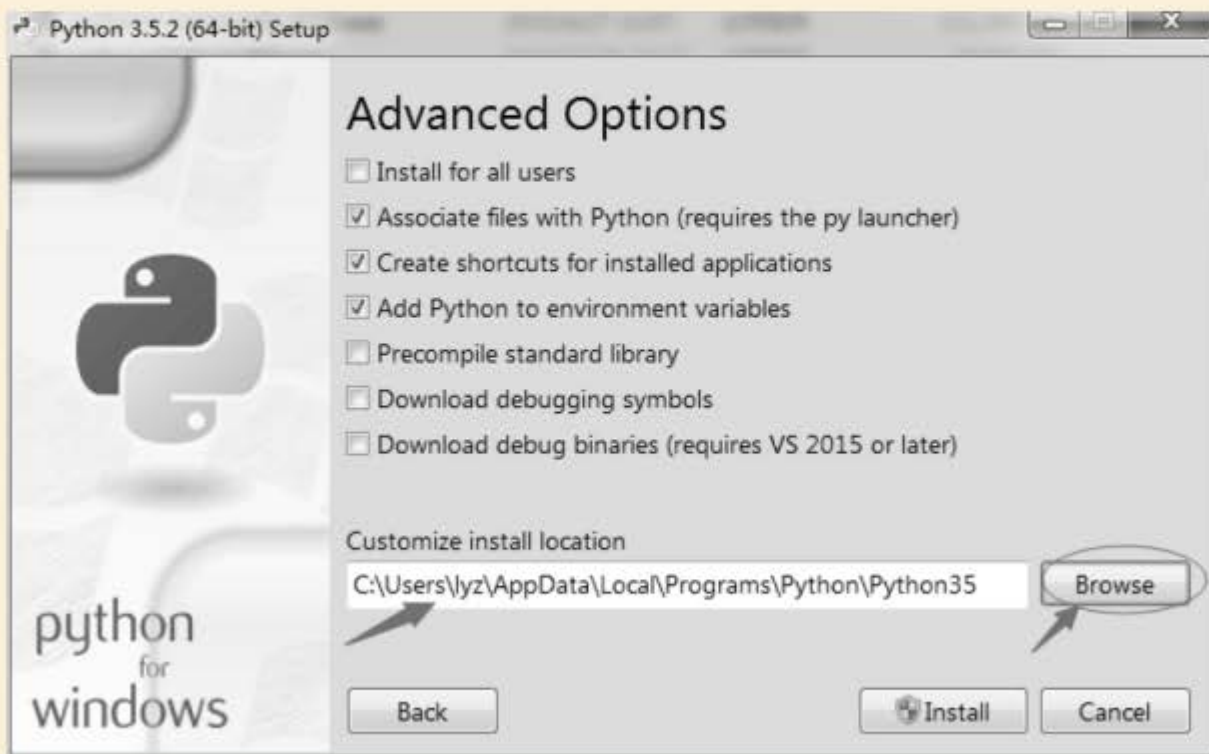 Python 3.5.2 (64-bit) Setup
Advanced Options
Install for all users
Associate files with Python (requires the py launcher)
Create shortcuts for installed applications
Add Python to environment variables
Precompile standard library
Download debugging symbols
Download debug binaries (requires VS 2015 or later)
Customize install location
C:\Users\lyz\AppData\Local\Programs\Python\Python35
Browse
python
for
windows
Back
Install
Cancel